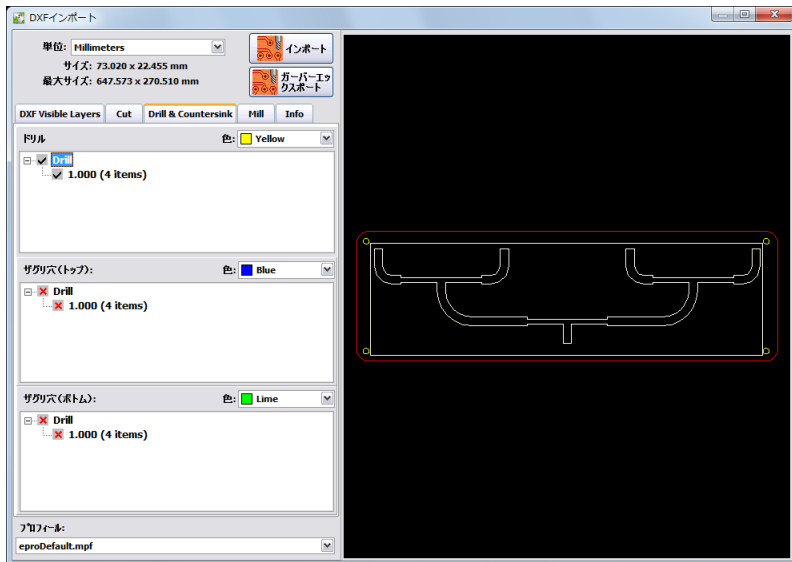 DXFインポート
単位: Millimeters
サイズ: 73.020 x 22.455 mm
最大サイズ: 647.573 x 270.510 mm
インポート
ガーバーエッ
クスポート
DXF Visible Layers Cut Drill & Countersink Mill Info
ドリル 色: Yellow
Drill
1.000 (4 items)
ザグリ穴(トップ): 色: Blue
Drill
1.000 (4 items)
ザグリ穴(ボトム): 色: Lime
Drill
1.000 (4 items)
プロフィール:
eproDefault.mpf